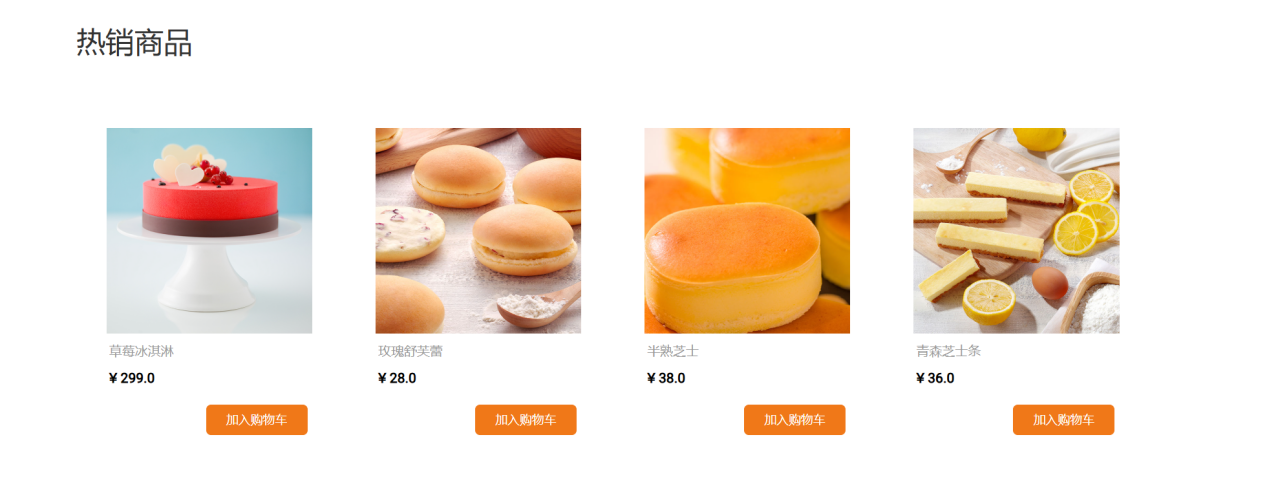 热销商品
草莓冰淇淋
¥ 299.0
加入购物车
玫瑰舒芙蕾
¥ 28.0
加入购物车
半熟芝士
¥ 38.0
加入购物车
青森芝士条
¥ 36.0
加入购物车